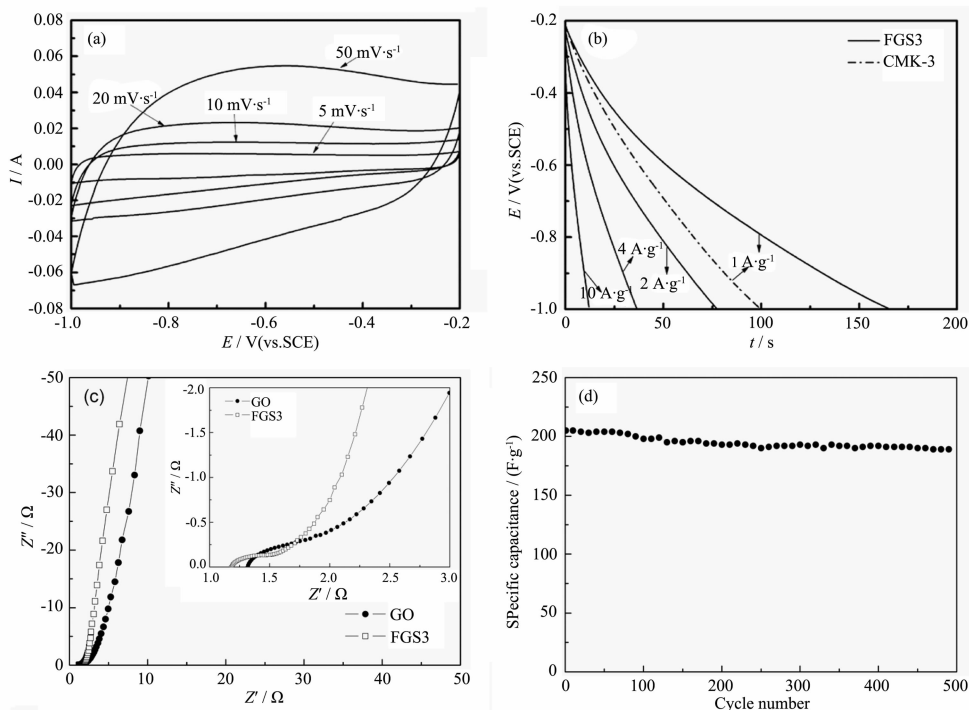 (a)
50 mV·s-1
20 mV·s-1
10 mV·s-1
5 mV·s-1
0.08
0.06
0.04
0.02
0.00
-0.02
-0.04
-0.06
-0.08
I / A
-1.0
-0.8
-0.6
-0.4
-0.2
E / V(vs.SCE)
(b)
FGS3
CMK-3
-0.2
-0.4
-0.6
-0.8
-1.0
E / V(vs.SCE)
10 A·g-1
4 A·g-1
2 A·g-1
1 A·g-1
0
50
100
150
200
t / s
(c)
-50
-40
-30
-20
-10
0
Z″ / Ω
GO
FGS3
-2.0
-1.5
-1.0
-0.5
0.0
Z″ / Ω
1.0
1.5
2.0
2.5
3.0
Z′ / Ω
GO
FGS3
0
10
20
30
40
50
Z′ / Ω
(d)
250
200
150
100
50
0
SPecific capacitance / (F·g-1)
0
100
200
300
400
500
Cycle number